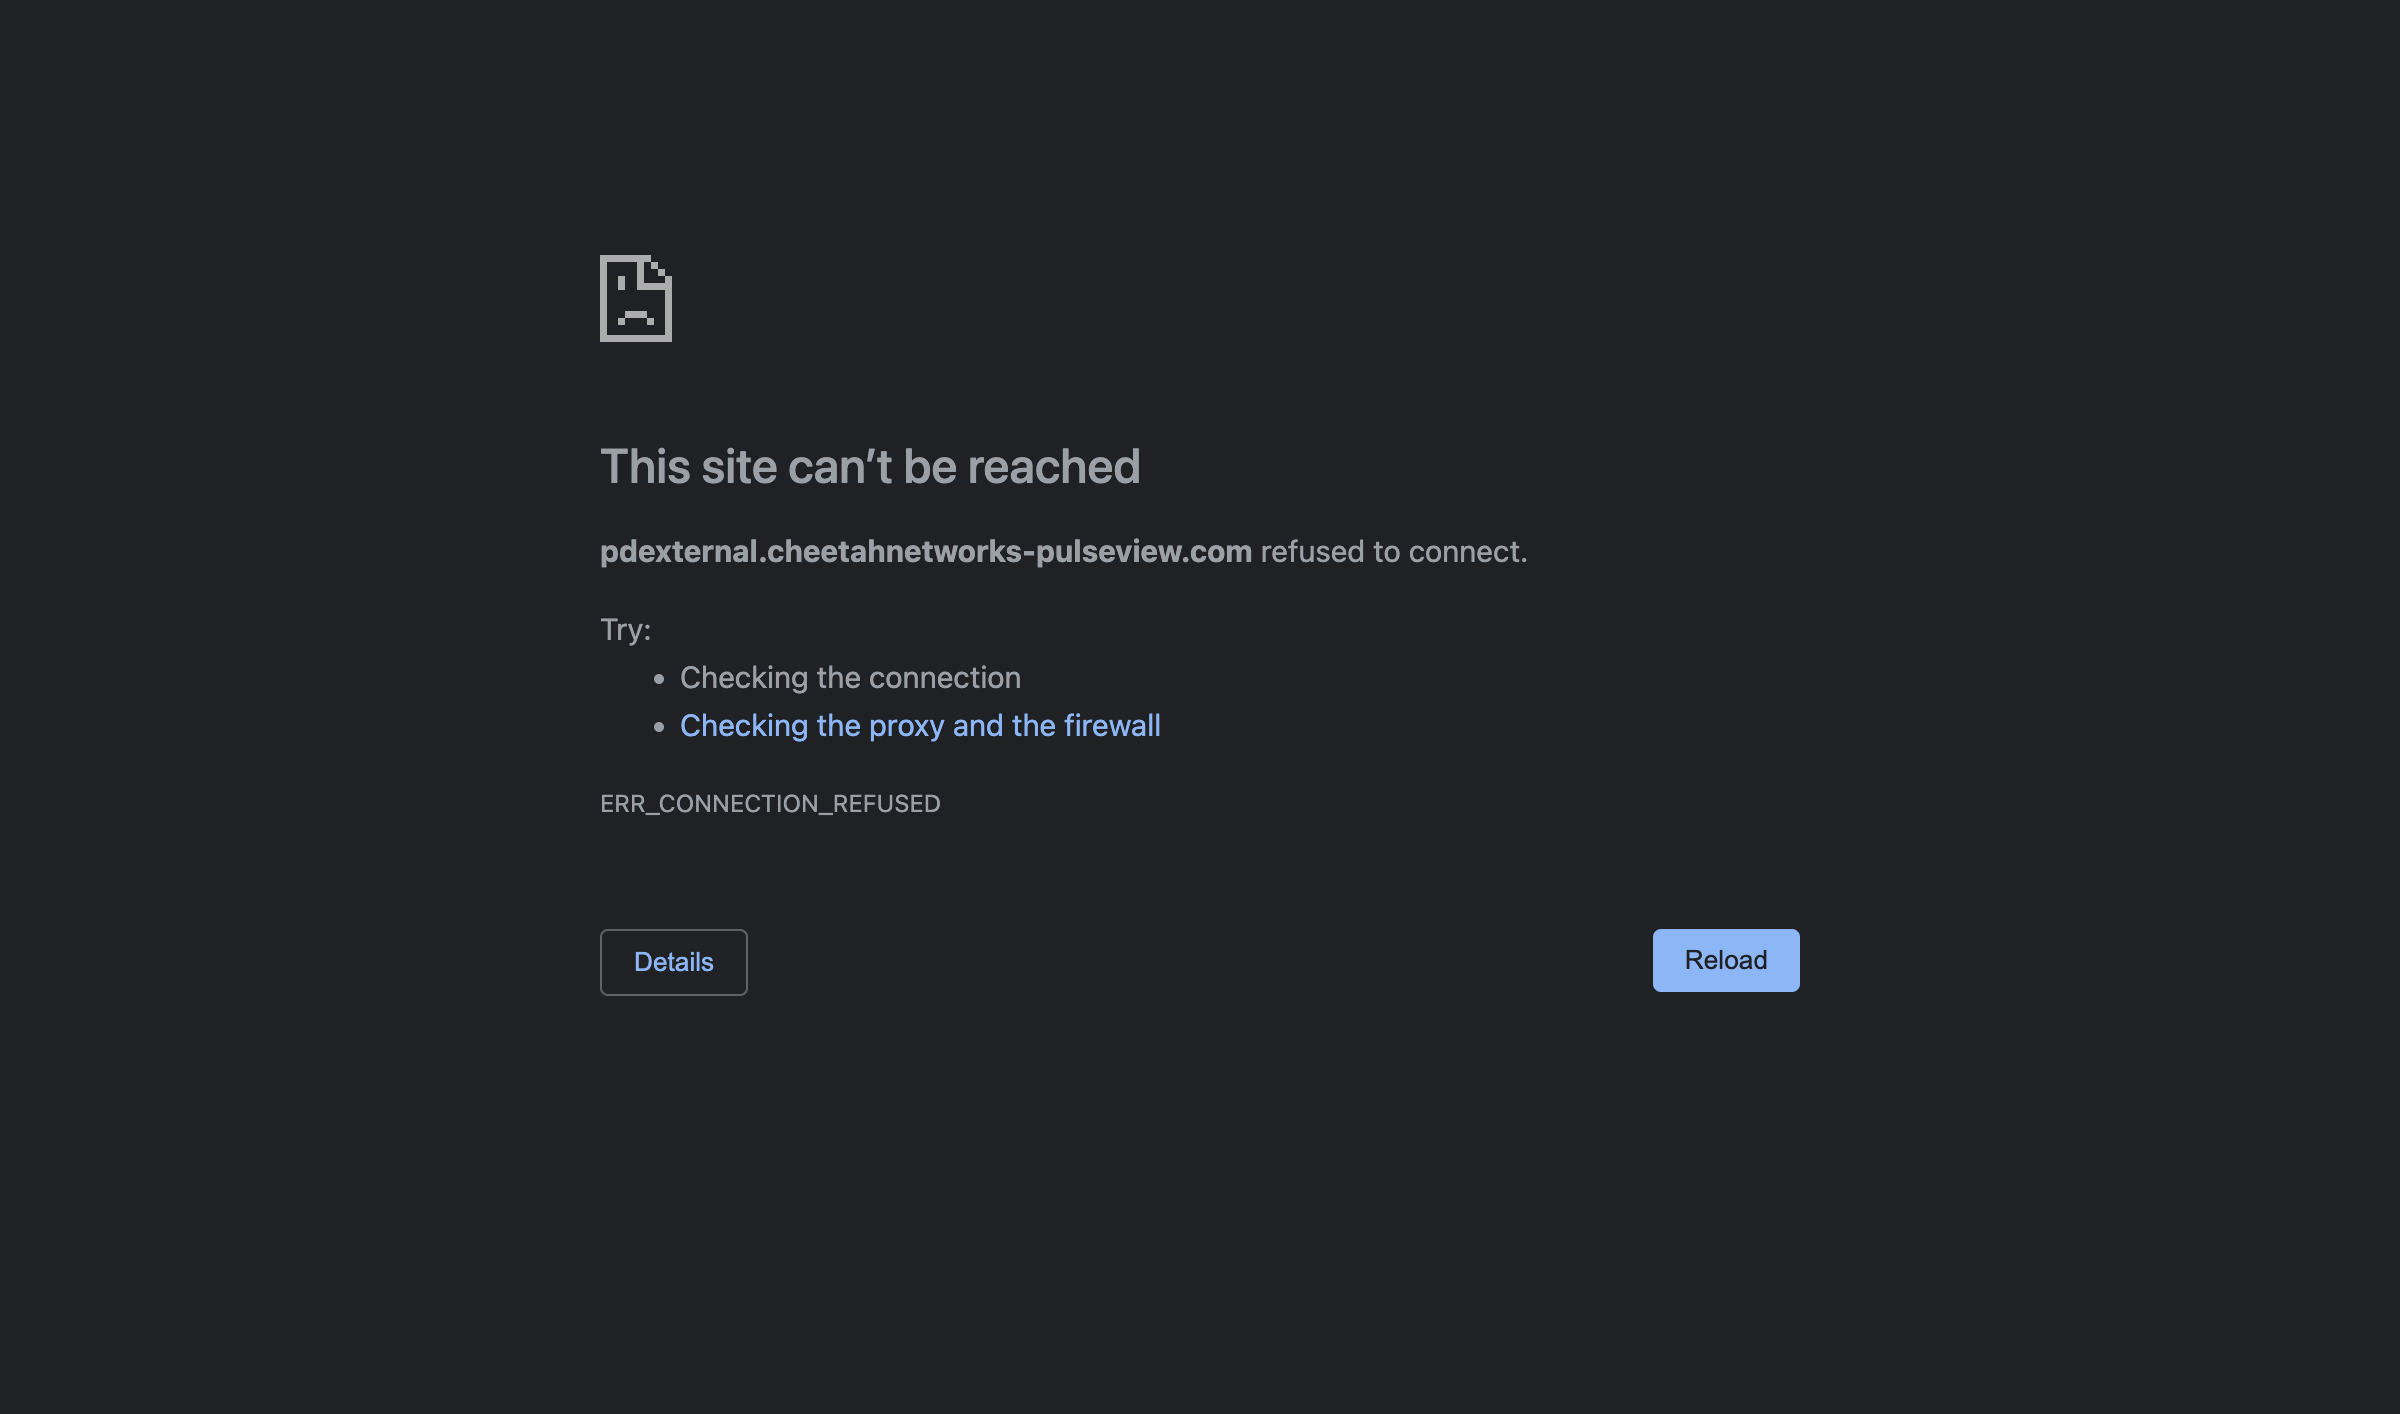 This site can’t be reached
pdexternal.cheetahnetworks-pulseview.com refused to connect.
Try:
• Checking the connection
• Checking the proxy and the firewall
ERR_CONNECTION_REFUSED
Details
Reload